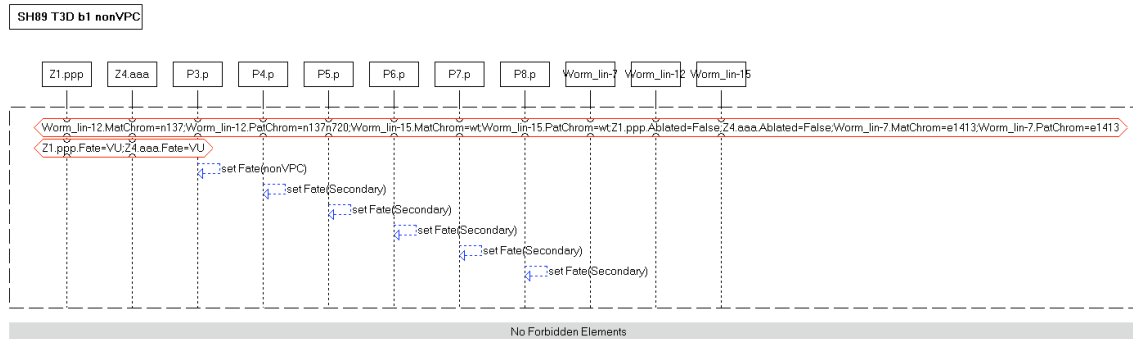 SH89 T3D b1 nonVPC
Z1.ppp Z4.aaa P3.p P4.p P5.p P6.p P7.p P8.p Worm_lin-7 Worm_lin-12 Worm_lin-15
Worm_lin-12.MatChrom=n137;Worm_lin-12.PatChrom=n137n720;Worm_lin-15.MatChrom=wt;Worm_lin-15.PatChrom=wt;Z1.ppp.Ablated=False;Z4.aaa.Ablated=False;Worm_lin-7.MatChrom=e1413;Worm_lin-7.PatChrom=e1413
Z1.ppp.Fate=VU;Z4.aaa.Fate=VU
set Fate(nonVPC)
set Fate(Secondary)
set Fate(Secondary)
set Fate(Secondary)
set Fate(Secondary)
set Fate(Secondary)
No Forbidden Elements